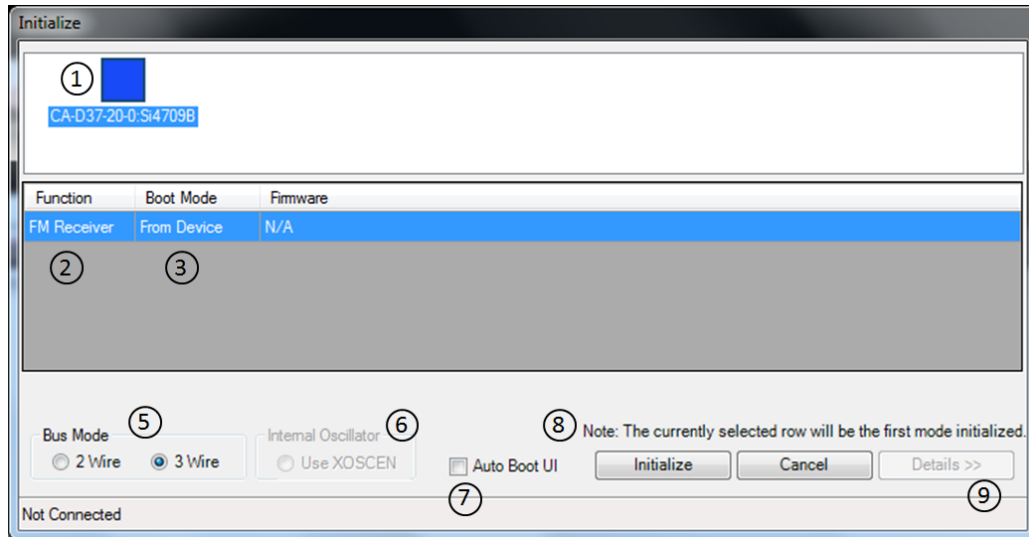 Initialize
1
CA-D37-20-0:Si4709B
Function Boot Mode Firmware
FM Receiver From Device N/A
2 3
5 6 8
Bus Mode Internal Oscillator Note: The currently selected row will be the first mode initialized.
2 Wire 3 Wire Use XOSCEN Auto Boot UI Initialize Cancel Details >>
7 9
Not Connected